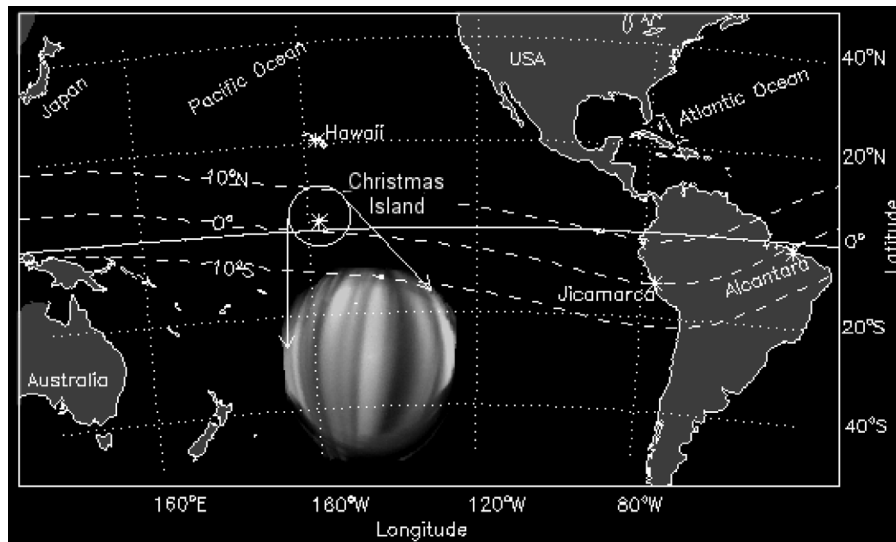 USA
40°N
Japan
Pacific Ocean
Atlantic Ocean
Hawaii
20°N
10°N
Christmas
Island
0°
0°
Latitude
10°S
Jicamarca
Alcantara
20°S
Australia
40°S
160°E
160°W
120°W
80°W
Longitude